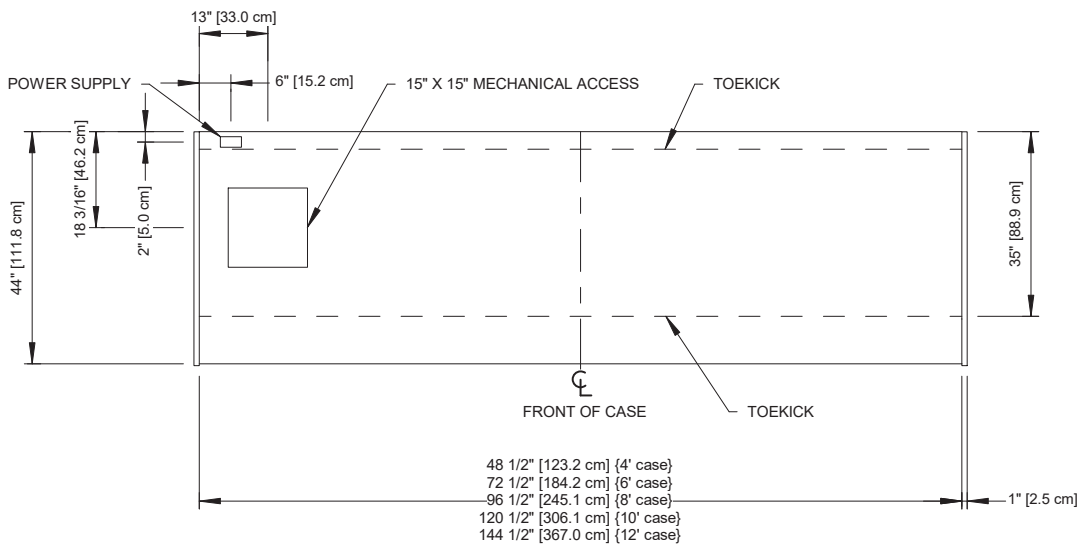 13" [33.0 cm]
POWER SUPPLY
6" [15.2 cm]
15" X 15" MECHANICAL ACCESS
TOEKICK
44" [111.8 cm]
18 3/16" [46.2 cm]
2" [5.0 cm]
35" [88.9 cm]
℄
FRONT OF CASE
TOEKICK
48 1/2" [123.2 cm] {4' case}
72 1/2" [184.2 cm] {6' case}
96 1/2" [245.1 cm] {8' case}
1" [2.5 cm]
120 1/2" [306.1 cm] {10' case}
144 1/2" [367.0 cm] {12' case}